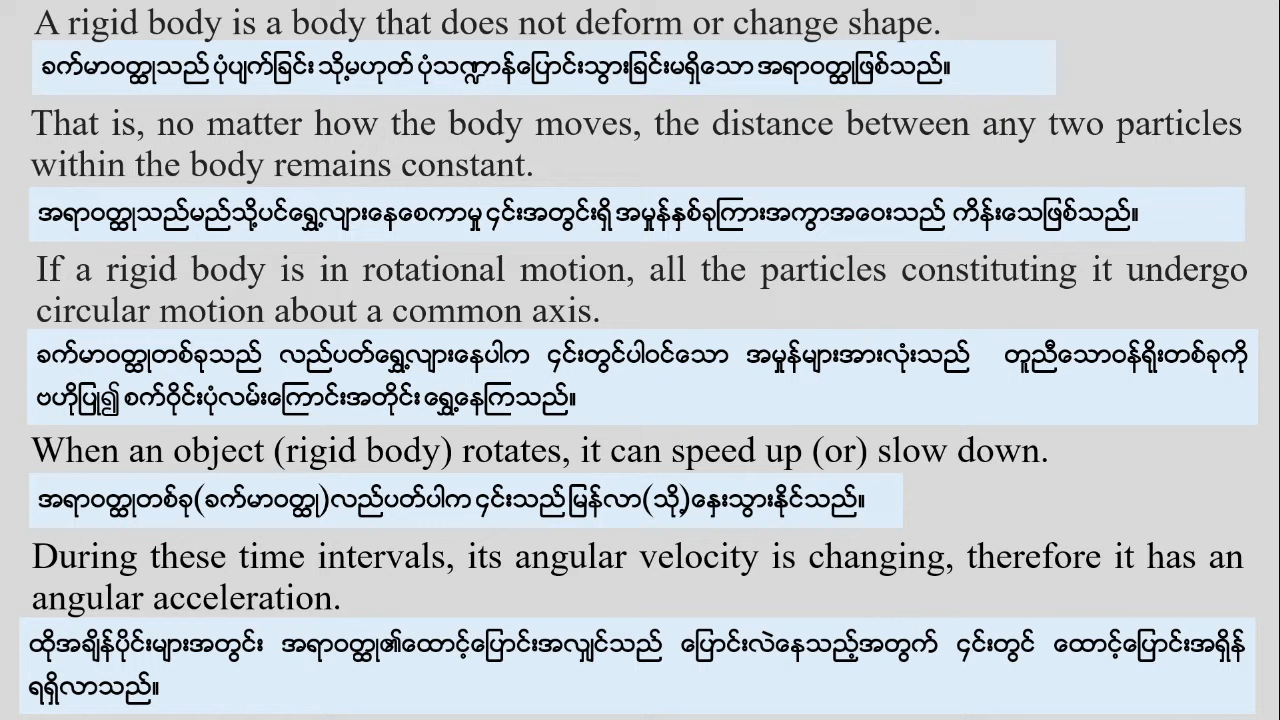 A rigid body is a body that does not deform or change shape.
ခက်မာဝတ္ထုသည် ပုံပျက်ခြင်း သို့မဟုတ် ပုံသဏ္ဌာန်ပြောင်းသွားခြင်းမရှိသော အရာဝတ္ထုဖြစ်သည်။
That is, no matter how the body moves, the distance between any two particles
within the body remains constant.
အရာဝတ္ထုသည်မည်သို့ပင်ရွှေ့လျားနေစေကာမူ ၎င်းအတွင်းရှိ အမှုန်နှစ်ခုကြားအကွာအဝေးသည် ကိန်းသေဖြစ်သည်။
If a rigid body is in rotational motion, all the particles constituting it undergo
circular motion about a common axis.
ခက်မာဝတ္ထုတစ်ခုသည် လည်ပတ်ရွှေ့လျားနေပါက ၎င်းတွင်ပါဝင်သော အမှုန်များအားလုံးသည် တူညီသောဝန်ရိုးတစ်ခုကို
ဗဟိုပြု၍ စက်ဝိုင်းပုံလမ်းကြောင်းအတိုင်း ရွှေ့နေကြသည်။
When an object (rigid body) rotates, it can speed up (or) slow down.
အရာဝတ္ထုတစ်ခု(ခက်မာဝတ္ထု)လည်ပတ်ပါက ၎င်းသည်မြန်လာ(သို့)နှေးသွားနိုင်သည်။
During these time intervals, its angular velocity is changing, therefore it has an
angular acceleration.
ထိုအချိန်ပိုင်းများအတွင်း အရာဝတ္ထု၏ထောင့်ပြောင်းအလျင်သည် ပြောင်းလဲနေသည့်အတွက် ၎င်းတွင် ထောင့်ပြောင်းအရှိန်
ရရှိလာသည်။